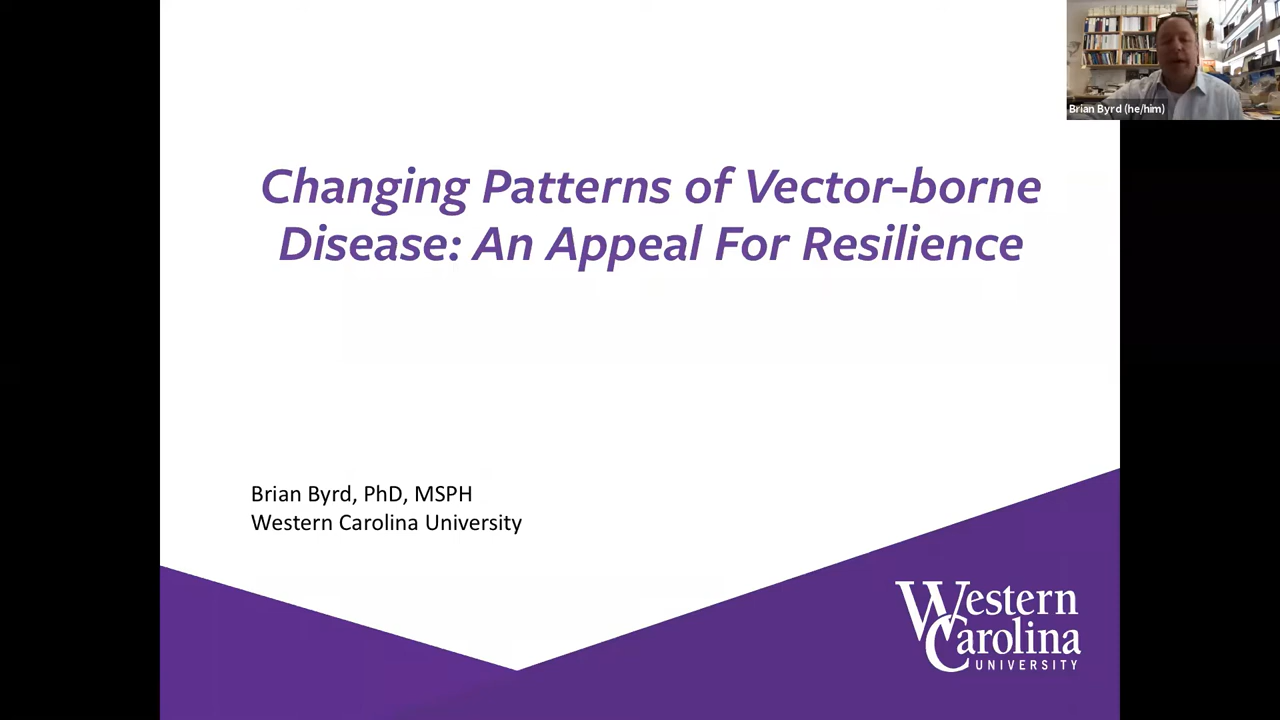 Brian Byrd (he/him)
Changing Patterns of Vector-borne
Disease: An Appeal For Resilience
Brian Byrd, PhD, MSPH
Western Carolina University
Western
Carolina
UNIVERSITY